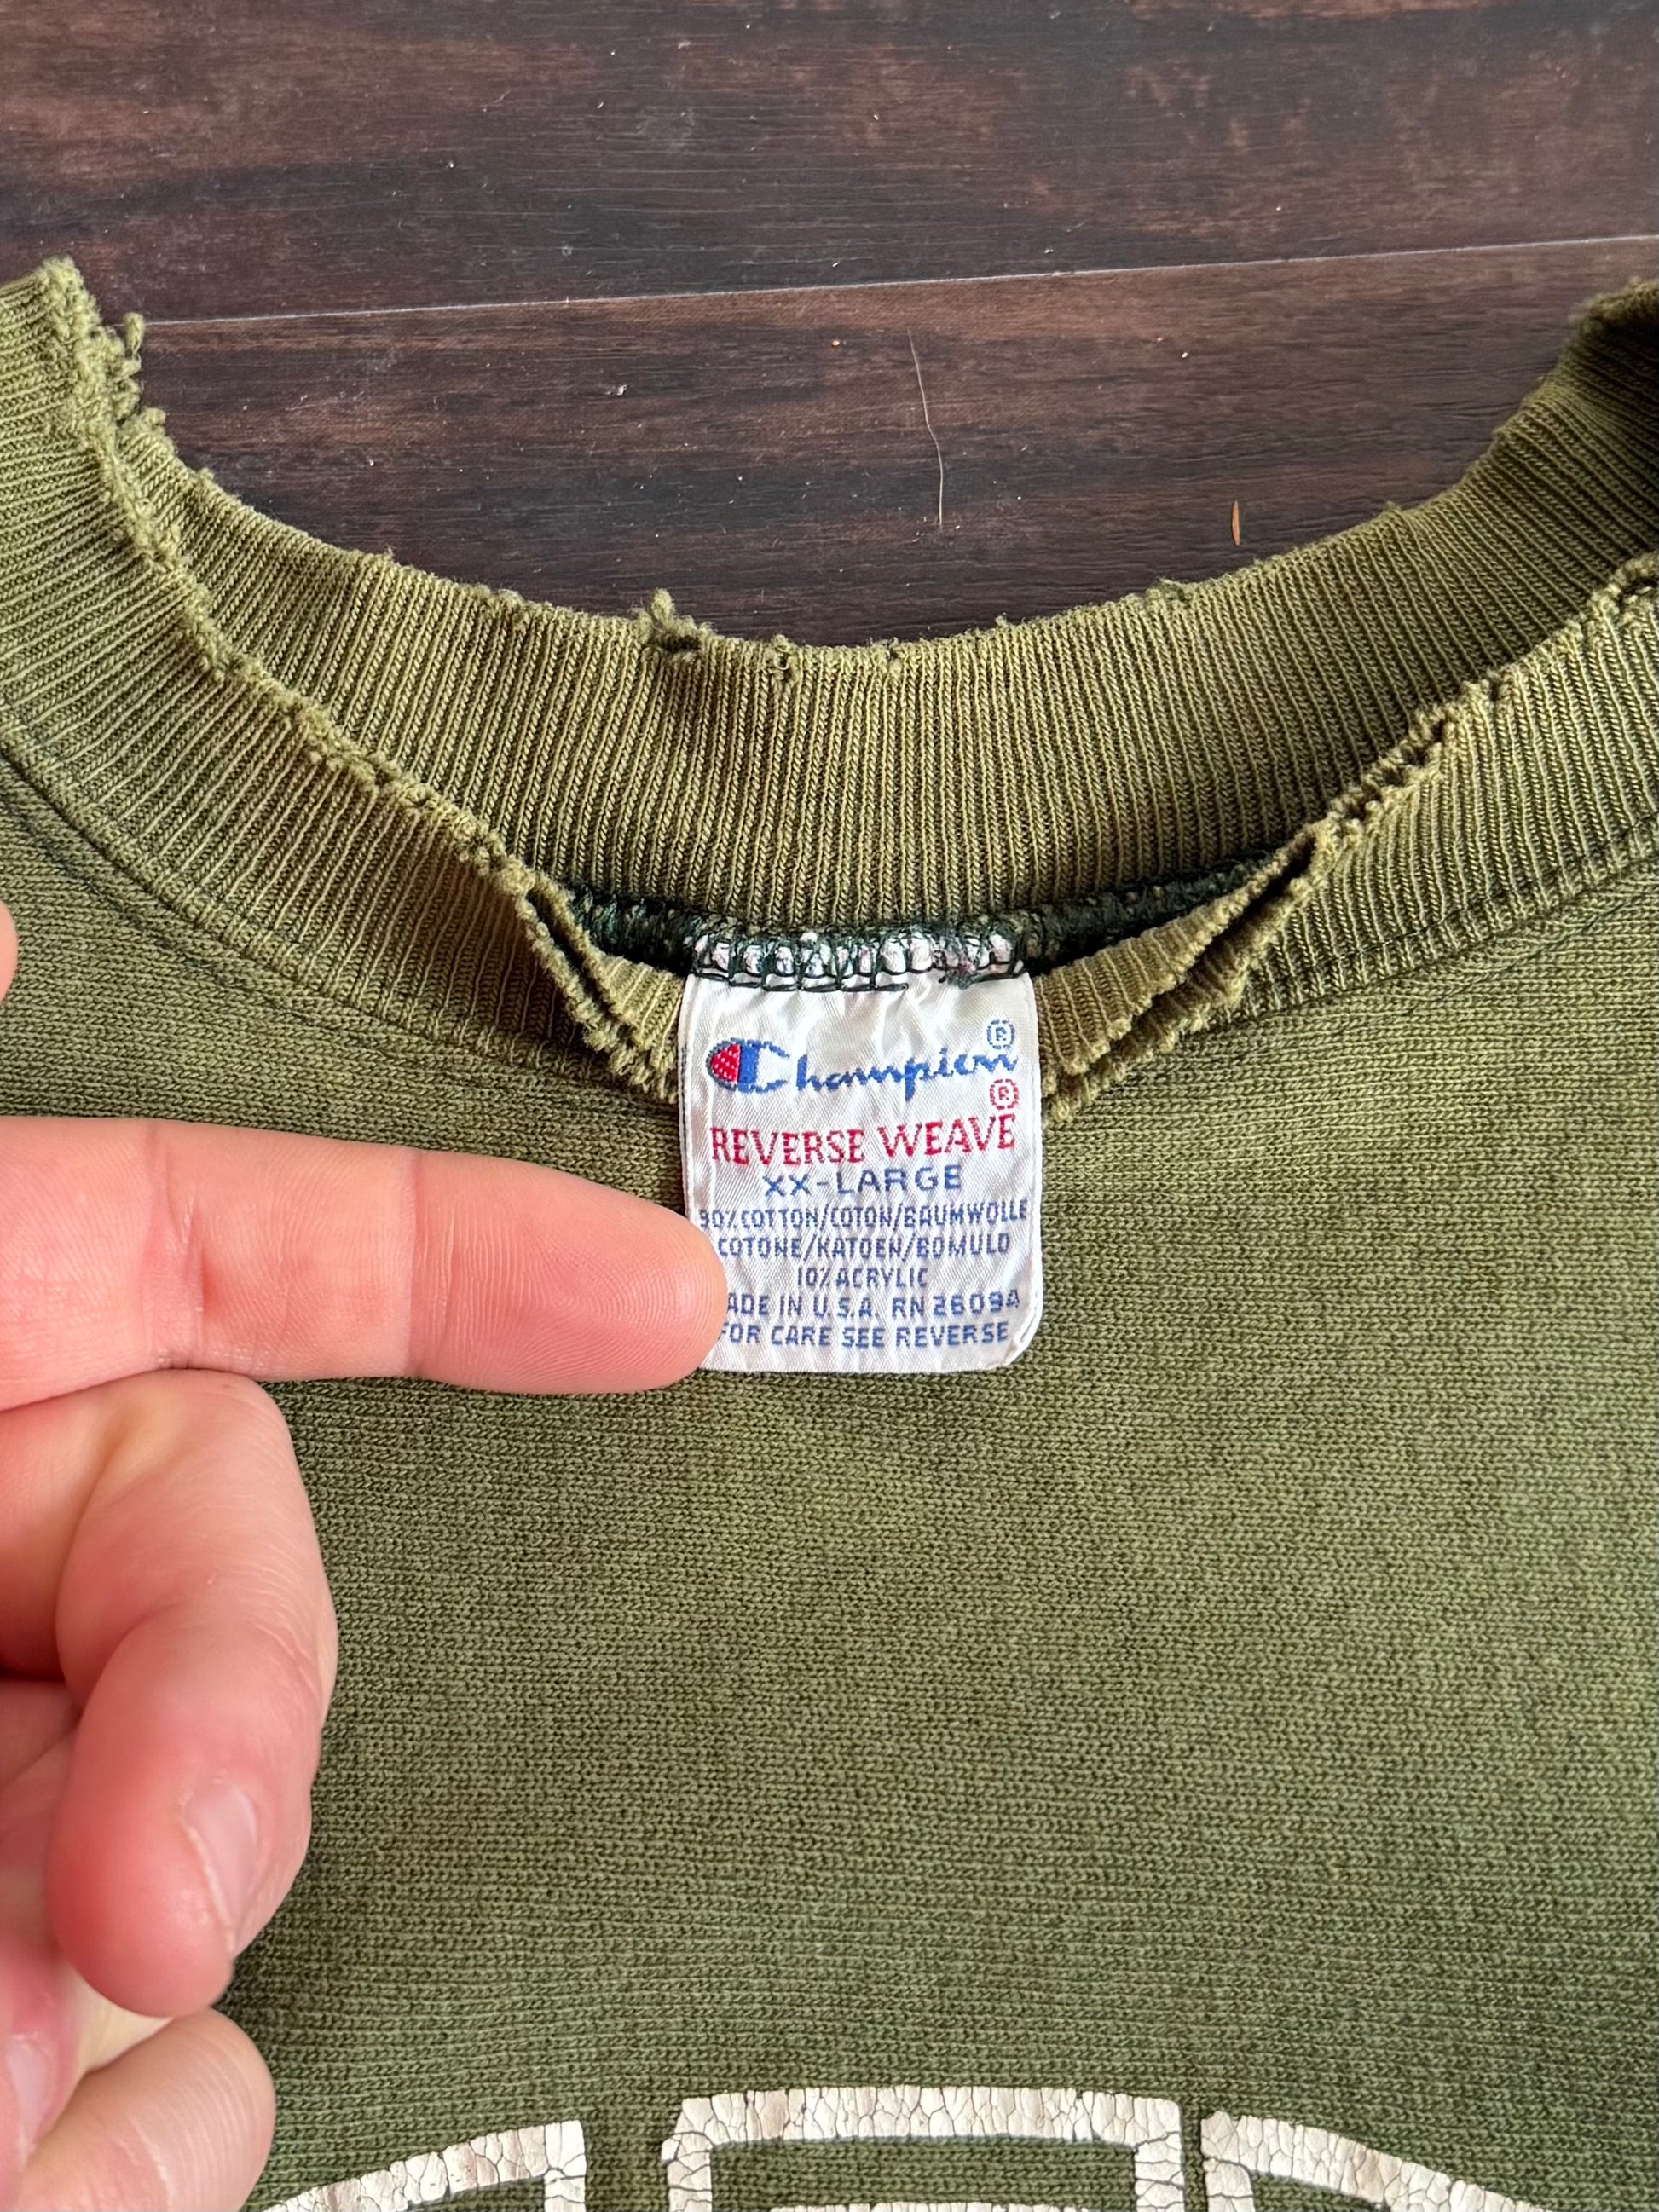 Champion®
REVERSE WEAVE®
XX-LARGE
90% COTTON/COTON/BAUMWOLLE
COTONE/KATOEN/BOMULD
10% ACRYLIC
ADE IN U.S.A. RN 26094
FOR CARE SEE REVERSE